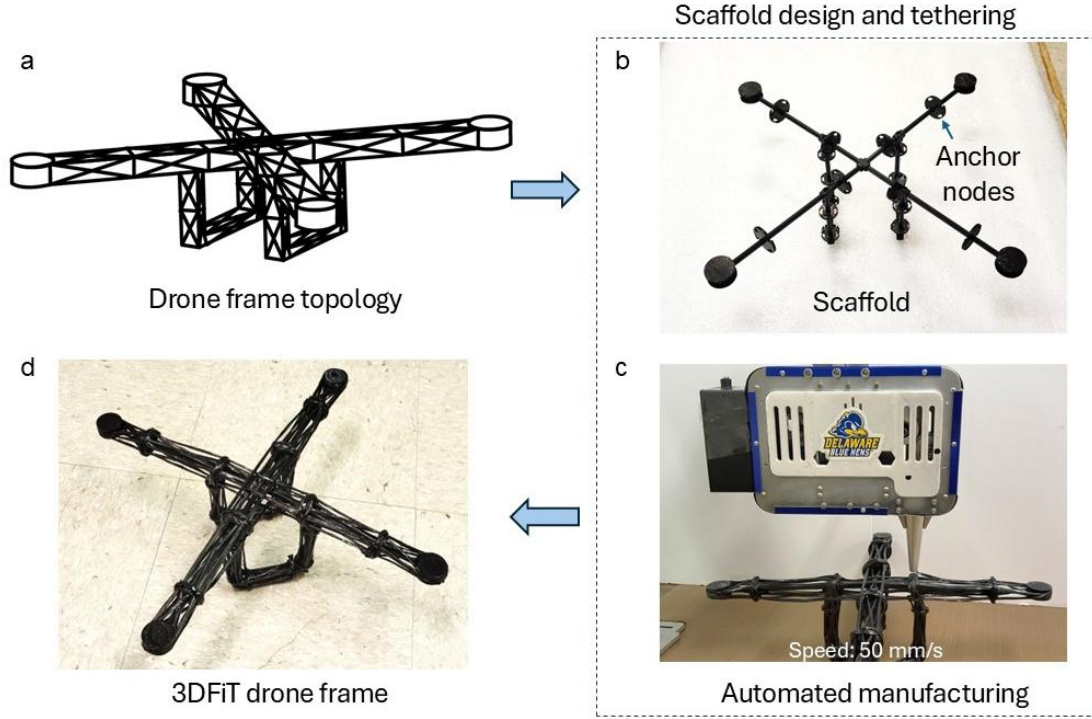 Scaffold design and tethering
a
Drone frame topology
b
Anchor
nodes
Scaffold
d
3DFiT drone frame
c
DELAWARE
BLUE HENS
Speed: 50 mm/s
Automated manufacturing